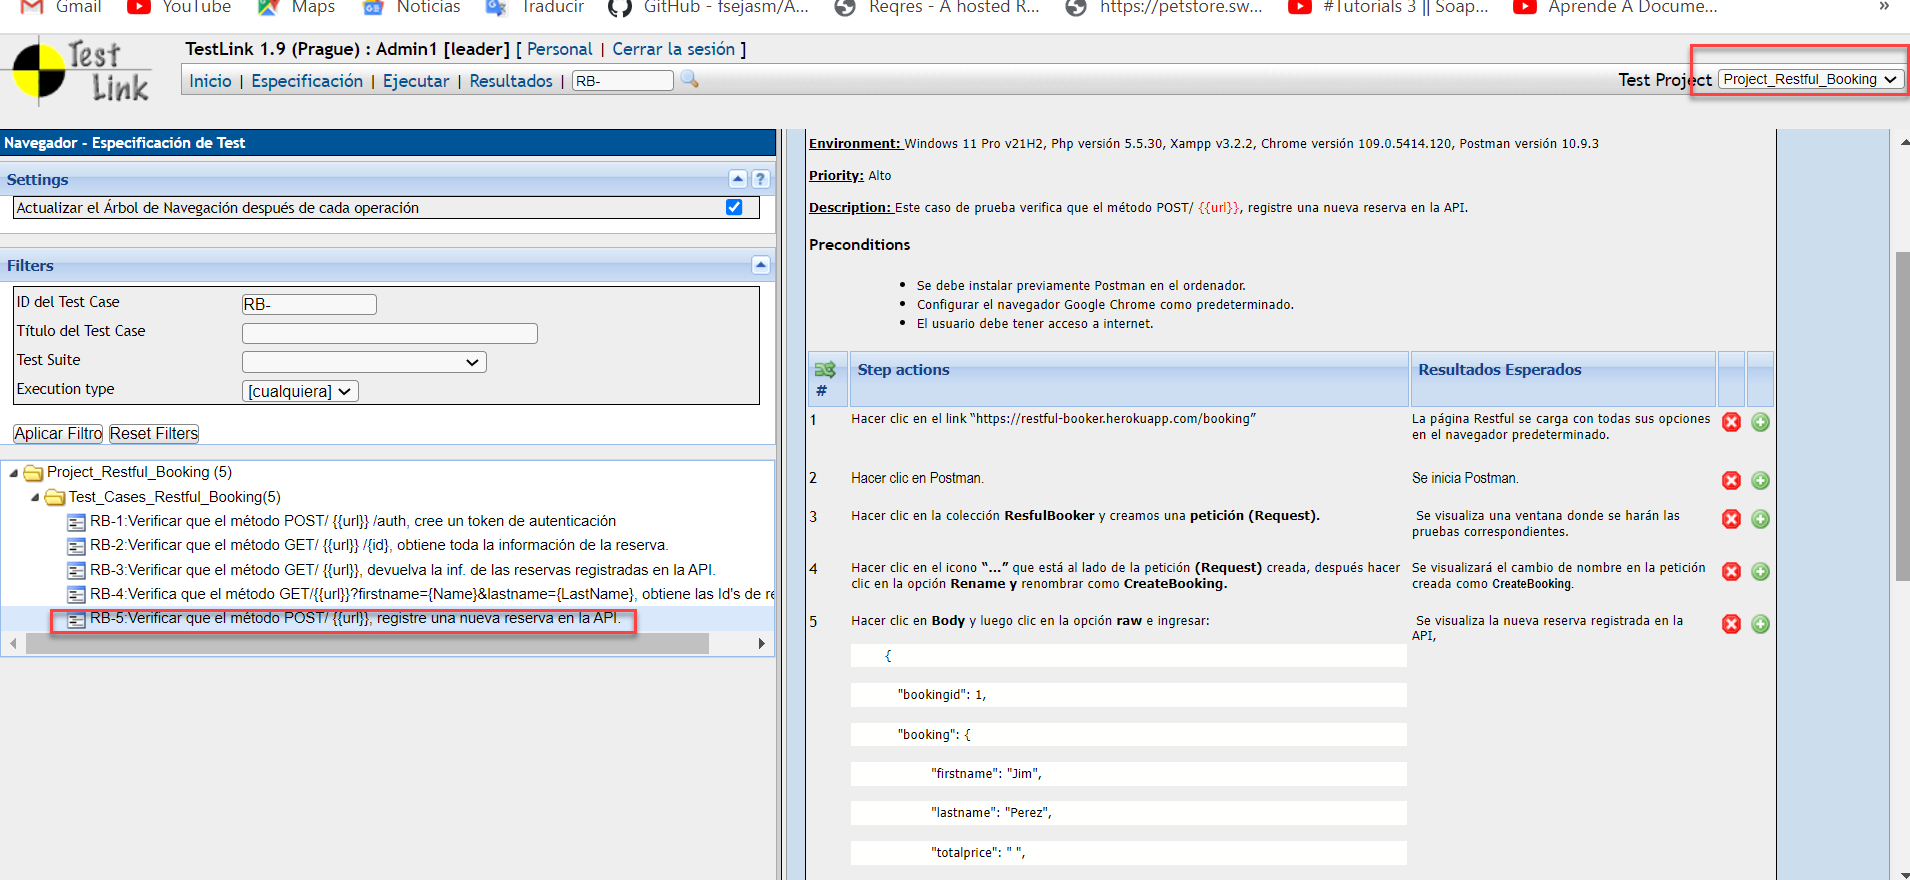 Gmail YouTube Maps Noticias Traducir GitHub - fsejasm/A... Reqres - A hosted R... https://petstore.sw... #Tutorials 3 || Soap... Aprende A Docume... »
Test Link
TestLink 1.9 (Prague) : Admin1 [leader] [ Personal | Cerrar la sesión ]
Inicio | Especificación | Ejecutar | Resultados | RB-
Test Project Project_Restful_Booking
Navegador - Especificación de Test
Settings
Actualizar el Árbol de Navegación después de cada operación
Filters
ID del Test Case RB-
Título del Test Case
Test Suite
Execution type [cualquiera]
Aplicar Filtro Reset Filters
Project_Restful_Booking (5)
Test_Cases_Restful_Booking(5)
RB-1:Verificar que el método POST/ {{url}} /auth, cree un token de autenticación
RB-2:Verificar que el método GET/ {{url}} /{id}, obtiene toda la información de la reserva.
RB-3:Verificar que el método GET/ {{url}}, devuelva la inf. de las reservas registradas en la API.
RB-4:Verifica que el método GET/{{url}}?firstname={Name}&lastname={LastName}, obtiene las Id's de re
RB-5:Verificar que el método POST/ {{url}}, registre una nueva reserva en la API.
Environment: Windows 11 Pro v21H2, Php versión 5.5.30, Xampp v3.2.2, Chrome versión 109.0.5414.120, Postman versión 10.9.3
Priority: Alto
Description: Este caso de prueba verifica que el método POST/ {{url}}, registre una nueva reserva en la API.
Preconditions
• Se debe instalar previamente Postman en el ordenador.
• Configurar el navegador Google Chrome como predeterminado.
• El usuario debe tener acceso a internet.
# Step actions Resultados Esperados
1 Hacer clic en el link “https://restful-booker.herokuapp.com/booking” La página Restful se carga con todas sus opciones
en el navegador predeterminado.
2 Hacer clic en Postman. Se inicia Postman.
3 Hacer clic en la colección ResfulBooker y creamos una petición (Request). Se visualiza una ventana donde se harán las
pruebas correspondientes.
4 Hacer clic en el icono “...” que está al lado de la petición (Request) creada, después hacer Se visualizará el cambio de nombre en la petición
clic en la opción Rename y renombrar como CreateBooking. creada como CreateBooking.
5 Hacer clic en Body y luego clic en la opción raw e ingresar: Se visualiza la nueva reserva registrada en la
API,
{
"bookingid": 1,
"booking": {
"firstname": "Jim",
"lastname": "Perez",
"totalprice": " ",